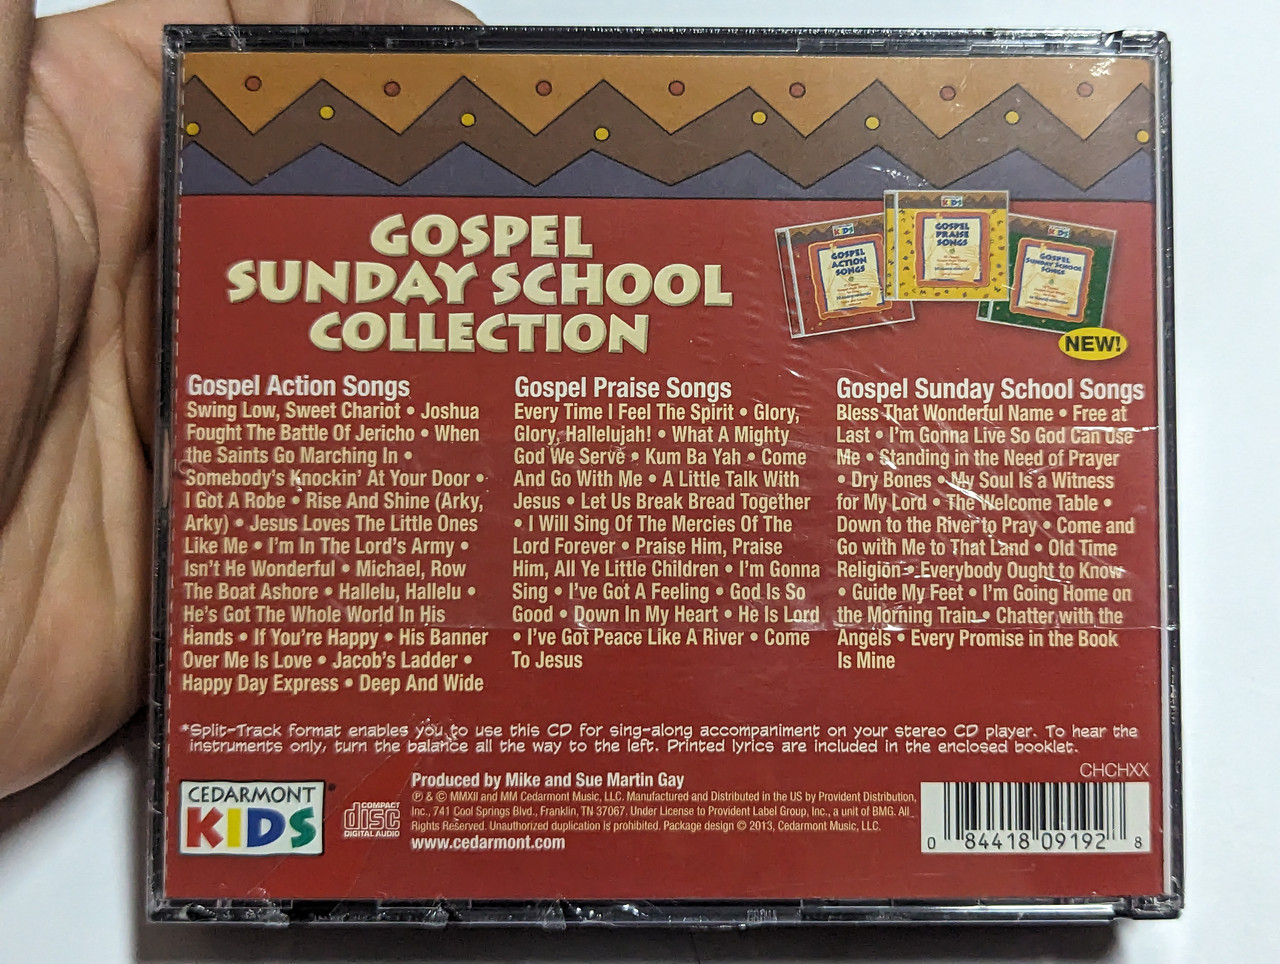 GOSPEL
SUNDAY SCHOOL
COLLECTION
KIDS
GOSPEL
ACTION
SONGS
KIDS
GOSPEL
PRAISE
SONGS
KIDS
GOSPEL
SUNDAY SCHOOL
SONGS
NEW!
Gospel Action Songs
Swing Low, Sweet Chariot • Joshua
Fought The Battle Of Jericho • When
the Saints Go Marching In •
Somebody's Knockin' At Your Door •
I Got A Robe • Rise And Shine (Arky,
Arky) • Jesus Loves The Little Ones
Like Me • I'm In The Lord's Army •
Isn't He Wonderful • Michael, Row
The Boat Ashore • Hallelu, Hallelu •
He's Got The Whole World In His
Hands • If You're Happy • His Banner
Over Me Is Love • Jacob's Ladder •
Happy Day Express • Deep And Wide
Gospel Praise Songs
Every Time I Feel The Spirit • Glory,
Glory, Hallelujah! • What A Mighty
God We Serve • Kum Ba Yah • Come
And Go With Me • A Little Talk With
Jesus • Let Us Break Bread Together
• I Will Sing Of The Mercies Of The
Lord Forever • Praise Him, Praise
Him, All Ye Little Children • I'm Gonna
Sing • I've Got A Feeling • God Is So
Good • Down In My Heart • He Is Lord
• I've Got Peace Like A River • Come
To Jesus
Gospel Sunday School Songs
Bless That Wonderful Name • Free at
Last • I'm Gonna Live So God Can Use
Me • Standing in the Need of Prayer
• Dry Bones • My Soul Is a Witness
for My Lord • The Welcome Table •
Down to the River to Pray • Come and
Go with Me to That Land • Old Time
Religion • Everybody Ought to Know
• Guide My Feet • I'm Going Home on
the Morning Train • Chatter with the
Angels • Every Promise in the Book
Is Mine
*Split-Track format enables you to use this CD for sing-along accompaniment on your stereo CD player. To hear the
instruments only, turn the balance all the way to the left. Printed lyrics are included in the enclosed booklet.
CHCHXX
CEDARMONT
KIDS
COMPACT
disc
DIGITAL AUDIO
Produced by Mike and Sue Martin Gay
℗ & © MMXII and MM Cedarmont Music, LLC. Manufactured and Distributed in the US by Provident Distribution,
Inc., 741 Cool Springs Blvd., Franklin, TN 37067. Under License to Provident Label Group, Inc., a unit of BMG. All
Rights Reserved. Unauthorized duplication is prohibited. Package design © 2013, Cedarmont Music, LLC.
www.cedarmont.com
0 84418 09192 8